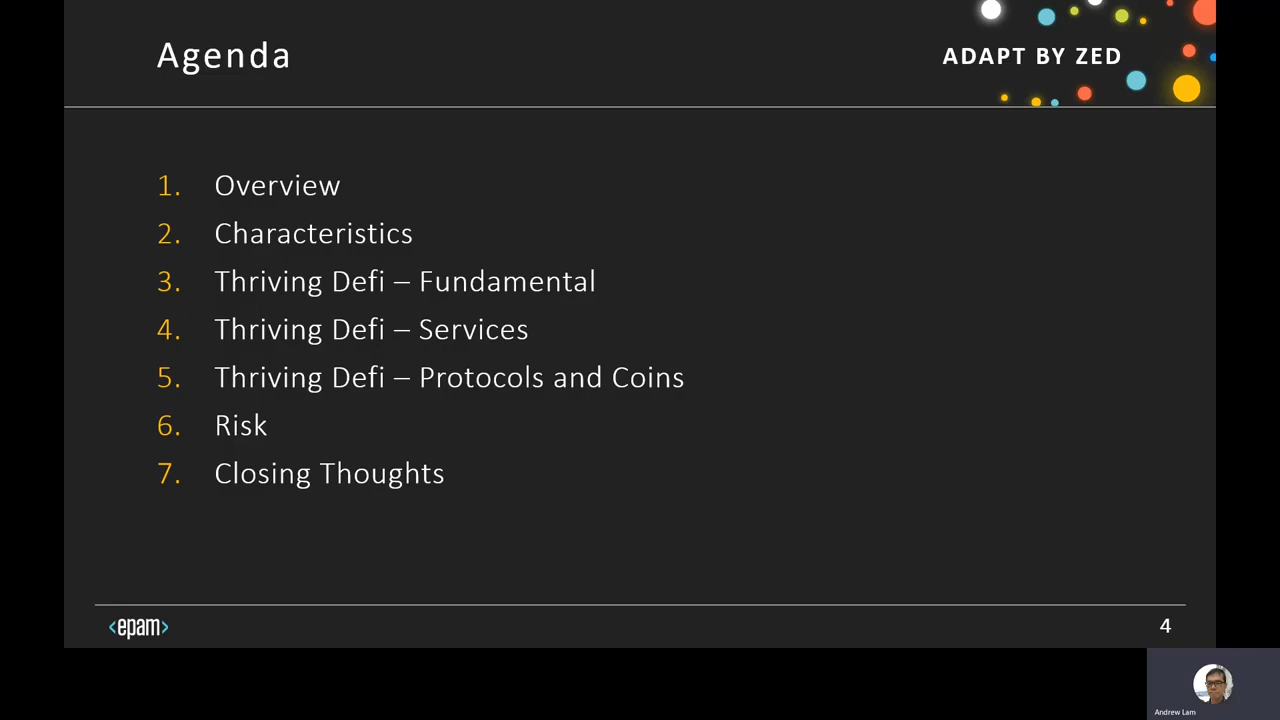 Agenda
ADAPT BY ZED
1. Overview
2. Characteristics
3. Thriving Defi – Fundamental
4. Thriving Defi – Services
5. Thriving Defi – Protocols and Coins
6. Risk
7. Closing Thoughts
<epam>
4
Andrew Lam